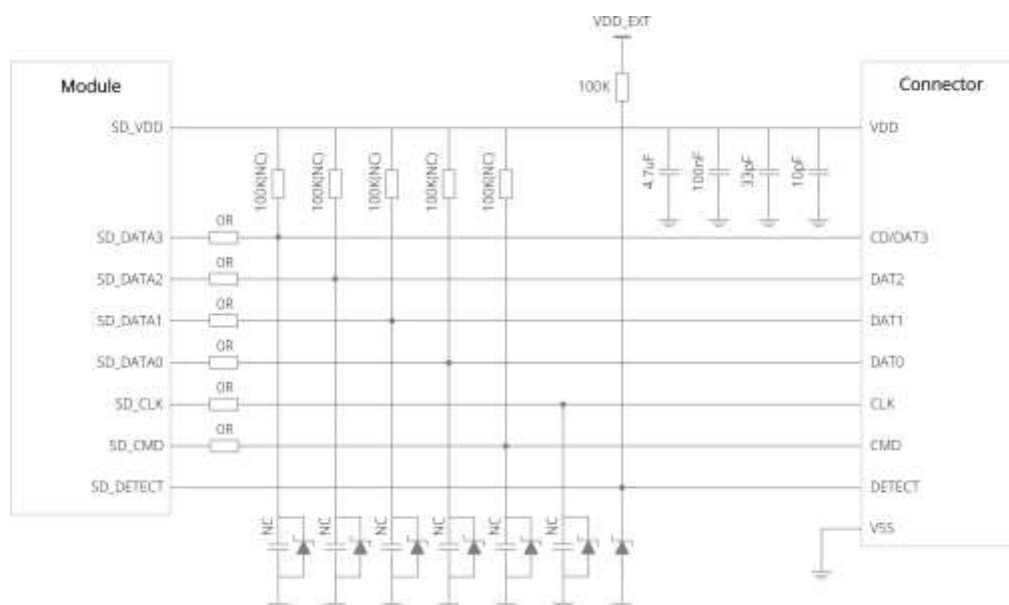 VDD_EXT
Module
100K
Connector
SD_VDD
VDD
100K(NC)
100K(NC)
100K(NC)
100K(NC)
100K(NC)
4.7uF
100nF
33pF
10pF
SD_DATA3
0R
CD/DAT3
SD_DATA2
0R
DAT2
SD_DATA1
0R
DAT1
SD_DATA0
0R
DAT0
SD_CLK
0R
CLK
SD_CMD
0R
CMD
SD_DETECT
DETECT
NC
NC
NC
NC
NC
NC
VSS